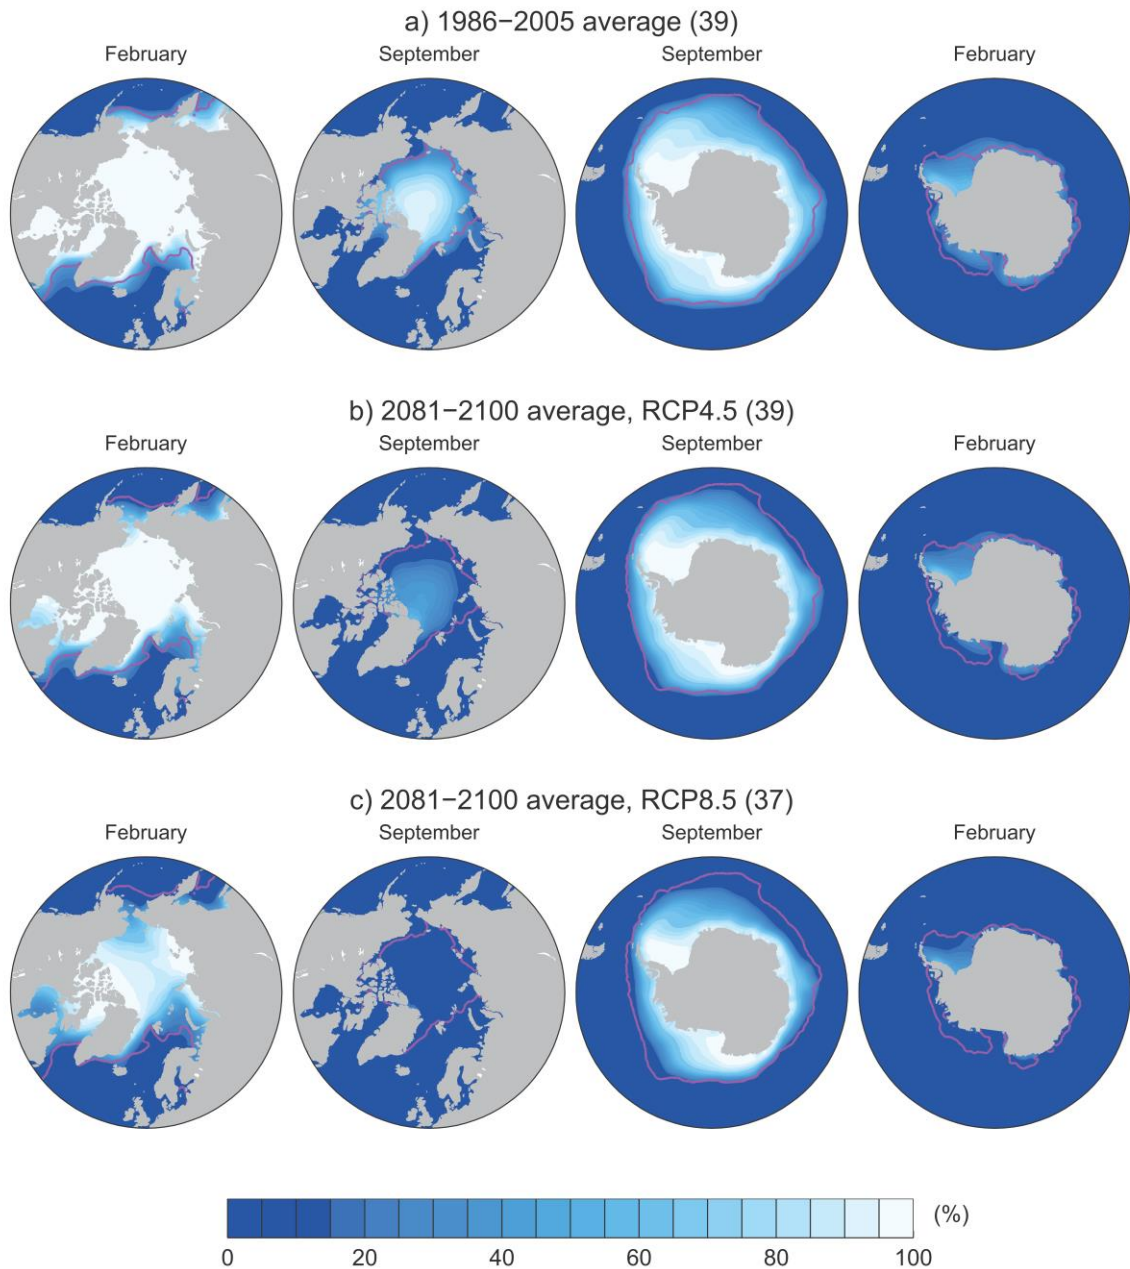 a) 1986−2005 average (39)
February September September February
b) 2081−2100 average, RCP4.5 (39)
February September September February
c) 2081−2100 average, RCP8.5 (37)
February September September February
(%)
0 20 40 60 80 100